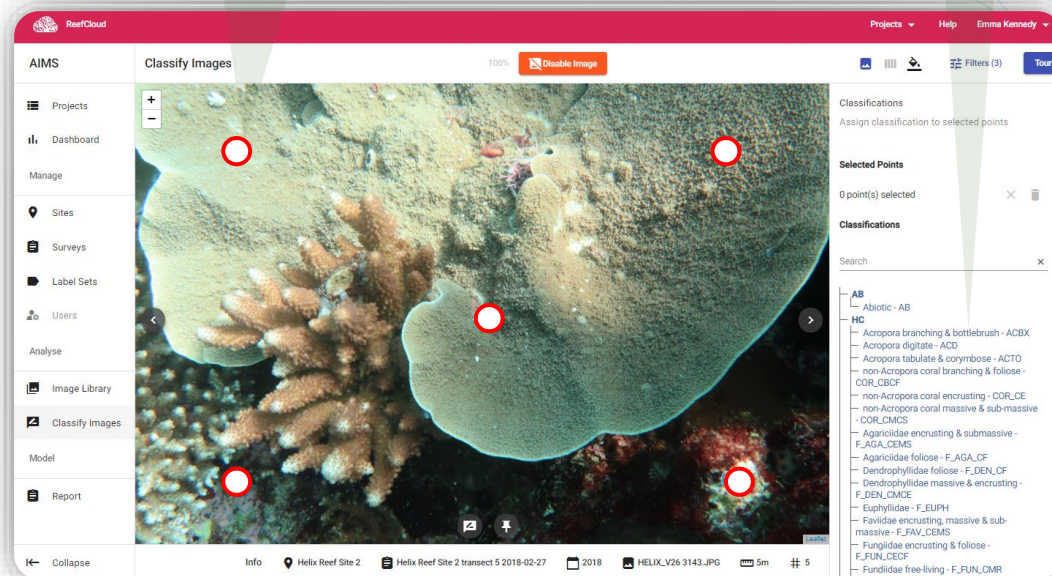 ReefCloud
Projects
Help
Emma Kennedy
AIMS
Classify Images
100%
Disable Image
Filters (3)
Tour
Projects
Dashboard
Manage
Sites
Surveys
Label Sets
Users
Analyse
Image Library
Classify Images
Model
Report
Collapse
+
−
Leaflet
Info
Helix Reef Site 2
Helix Reef Site 2 transect 5 2018-02-27
2018
HELIX_V26 3143.JPG
5m
5
Classifications
Assign classification to selected points
Selected Points
0 point(s) selected
Classifications
Search
AB
Abiotic - AB
HC
Acropora branching & bottlebrush - ACBX
Acropora digitate - ACD
Acropora tabulate & corymbose - ACTO
non-Acropora coral branching & foliose -
COR_CBCF
non-Acropora coral encrusting - COR_CE
non-Acropora coral massive & sub-massive
- COR_CMCS
Agariciidae encrusting & submassive -
F_AGA_CEMS
Agariciidae foliose - F_AGA_CF
Dendrophyllidae foliose - F_DEN_CF
Dendrophyllidae massive & encrusting -
F_DEN_CMCE
Euphyllidae - F_EUPH
Faviidae encrusting, massive & sub-
massive - F_FAV_CEMS
Fungiidae encrusting & foliose -
F_FUN_CECF
Fundiidae free-living - F_FUN_CMR